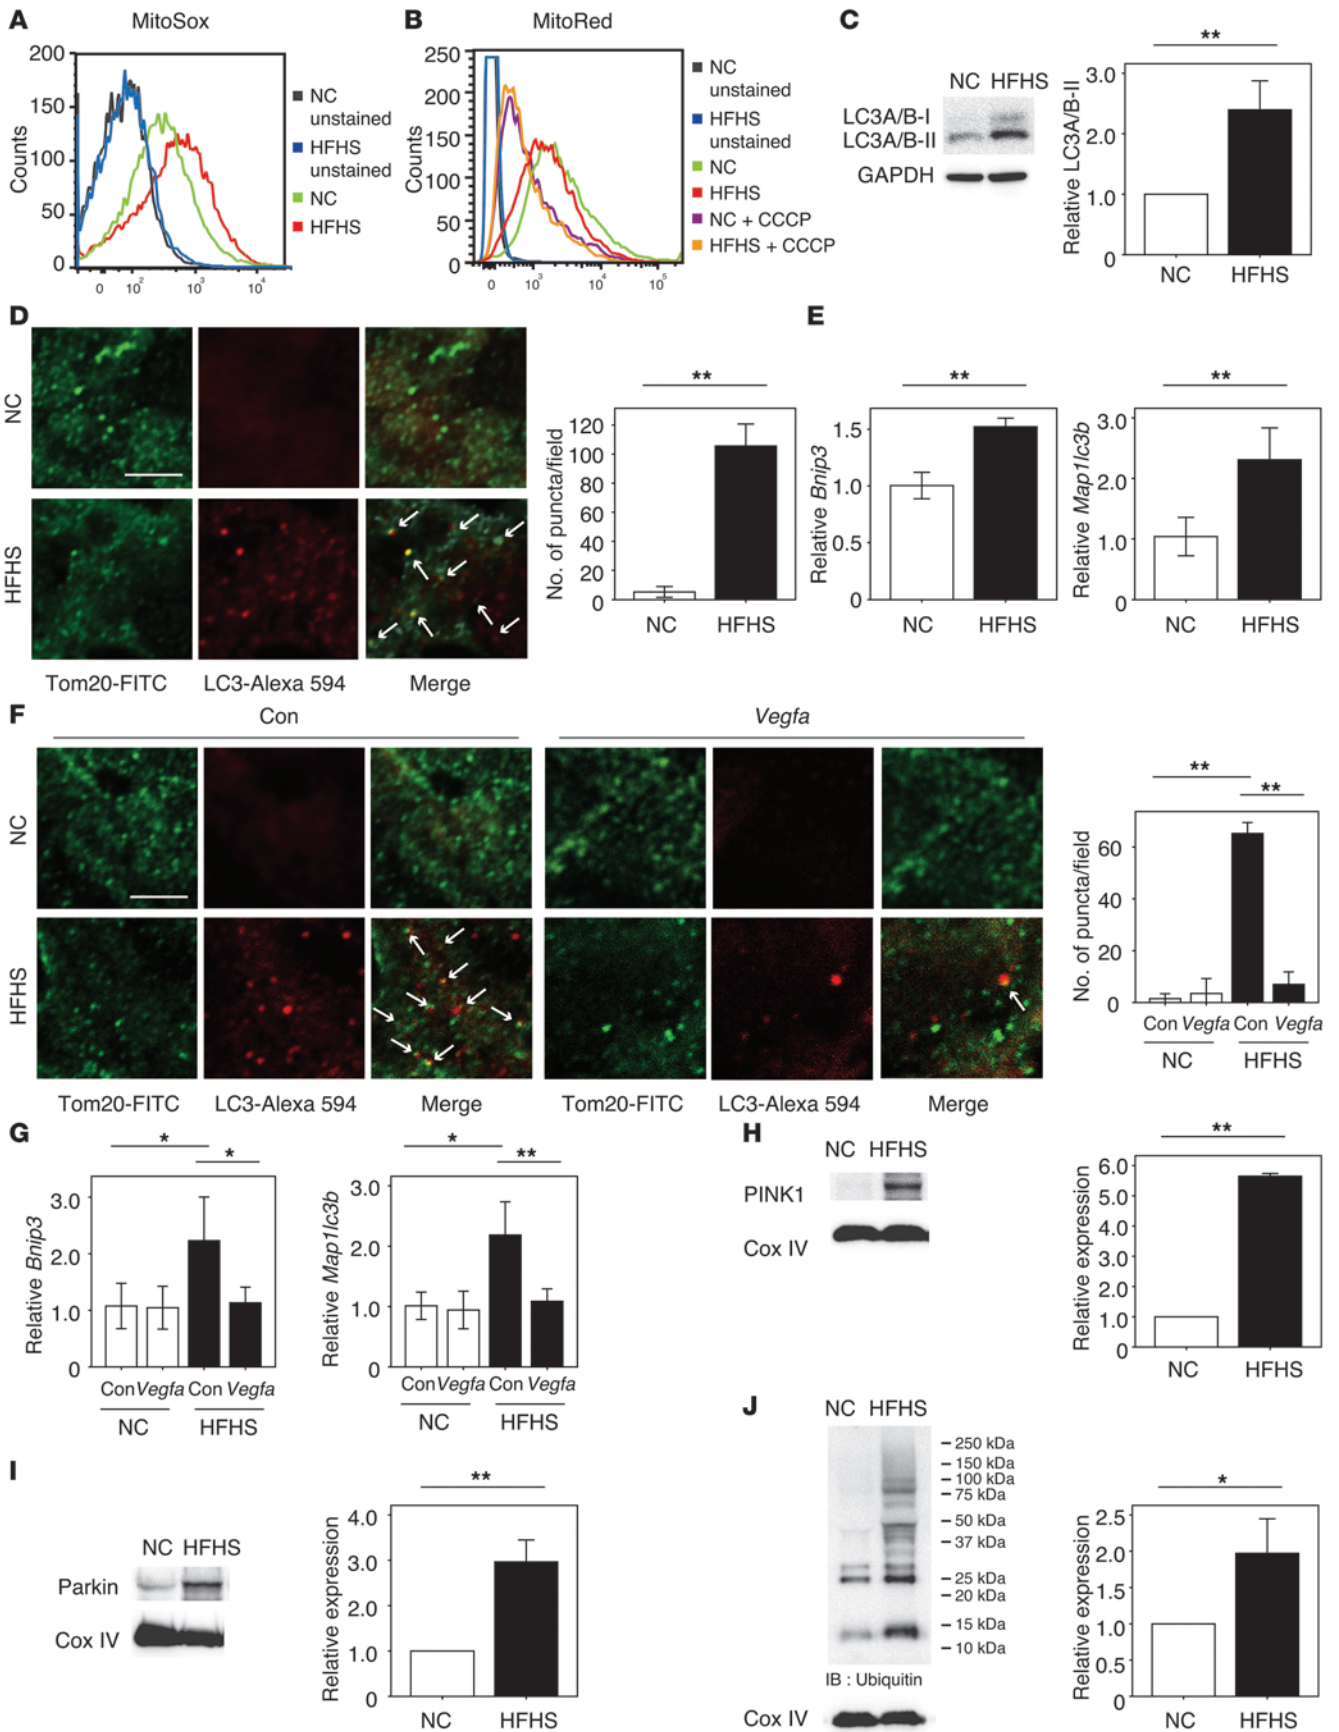 A
MitoSox
200
150
100
50
0
Counts
0 10² 10³ 10⁴
NC
unstained
HFHS
unstained
NC
HFHS
B
MitoRed
250
200
150
100
50
0
Counts
0 10³ 10⁴ 10⁵
NC
unstained
HFHS
unstained
NC
HFHS
NC + CCCP
HFHS + CCCP
C
NC HFHS
LC3A/B-I
LC3A/B-II
GAPDH
**
Relative LC3A/B-II
3.0
2.0
1.0
0
NC HFHS
D
NC
HFHS
Tom20-FITC LC3-Alexa 594 Merge
**
No. of puncta/field
120
100
80
60
40
20
0
NC HFHS
E
**
Relative Bnip3
1.5
1.0
0.5
0
NC HFHS
**
Relative Map1lc3b
3.0
2.0
1.0
0
NC HFHS
F
Con Vegfa
NC
HFHS
Tom20-FITC LC3-Alexa 594 Merge Tom20-FITC LC3-Alexa 594 Merge
**
**
No. of puncta/field
60
40
20
0
Con Vegfa Con Vegfa
NC HFHS
G
*
*
Relative Bnip3
3.0
2.0
1.0
0
Con Vegfa Con Vegfa
NC HFHS
*
**
Relative Map1lc3b
3.0
2.0
1.0
0
Con Vegfa Con Vegfa
NC HFHS
H
NC HFHS
PINK1
Cox IV
**
Relative expression
6.0
5.0
4.0
3.0
2.0
1.0
0
NC HFHS
I
NC HFHS
Parkin
Cox IV
**
Relative expression
4.0
3.0
2.0
1.0
0
NC HFHS
J
NC HFHS
250 kDa
150 kDa
100 kDa
75 kDa
50 kDa
37 kDa
25 kDa
20 kDa
15 kDa
10 kDa
IB : Ubiquitin
Cox IV
*
Relative expression
2.5
2.0
1.5
1.0
0.5
0
NC HFHS